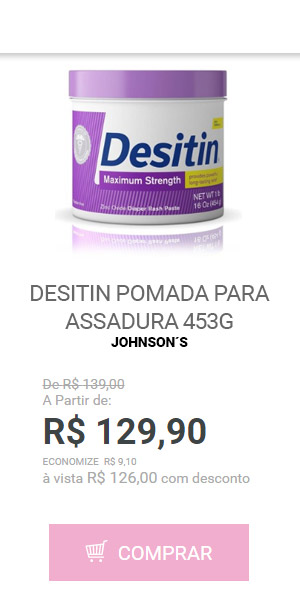 Desitin
Maximum Strength
Zinc Oxide Diaper Rash Paste
NET WT 1 lb
16 Oz (454 g)
DESITIN POMADA PARA
ASSADURA 453G
JOHNSON´S
De R$ 139,00
A Partir de:
R$ 129,90
ECONOMIZE R$ 9,10
à vista R$ 126,00 com desconto
COMPRAR